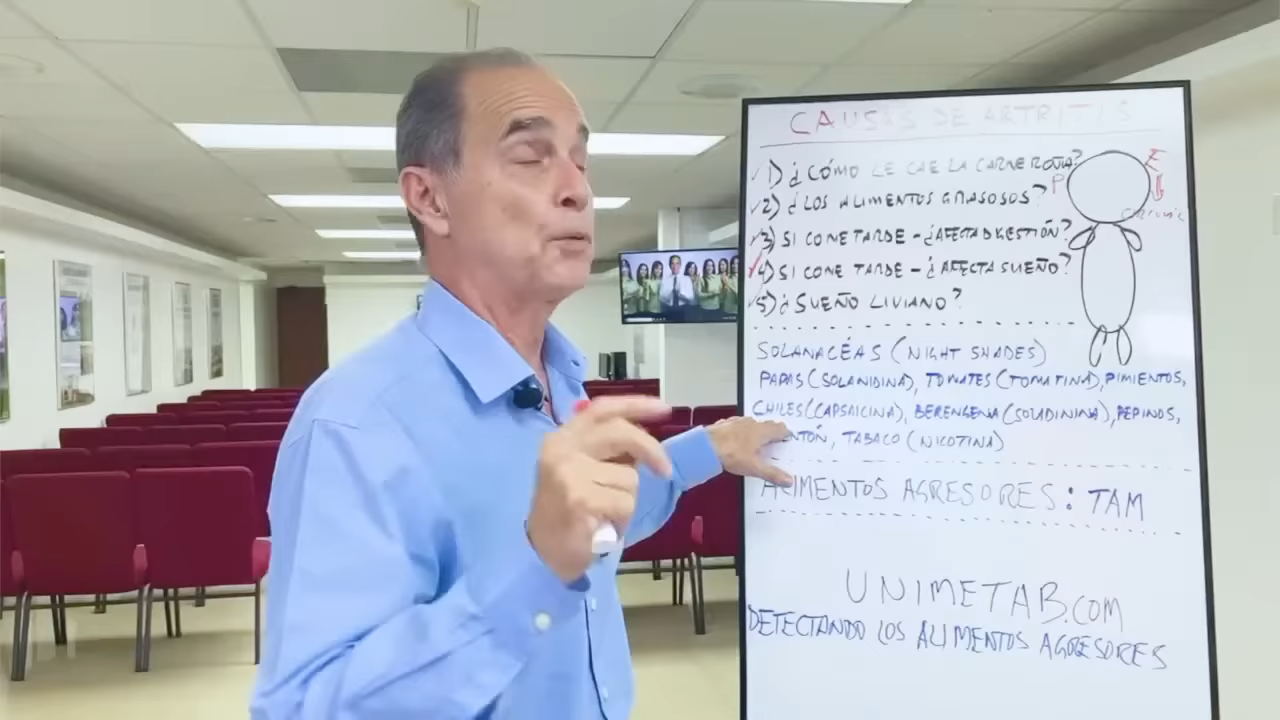 CAUSAS DE ARTRITIS
1) ¿CÓMO LE CAE LA CARNE ROJA?
2) ¿LOS ALIMENTOS GRASOSOS?
3) SI COME TARDE - ¿AFECTA DIGESTIÓN?
4) SI COME TARDE - ¿AFECTA SUEÑO?
5) ¿SUEÑO LIVIANO?
P
E
SOLANACÉAS (NIGHT SHADES)
PAPAS (SOLANIDINA), TOMATES (TOMATINA), PIMIENTOS,
CHILES (CAPSAICINA), BERENGENA (SOLADININA), PEPINOS,
TABACO (NICOTINA)
ALIMENTOS AGRESORES: TAM
UNIMETAB.COM
DETECTANDO LOS ALIMENTOS AGRESORES